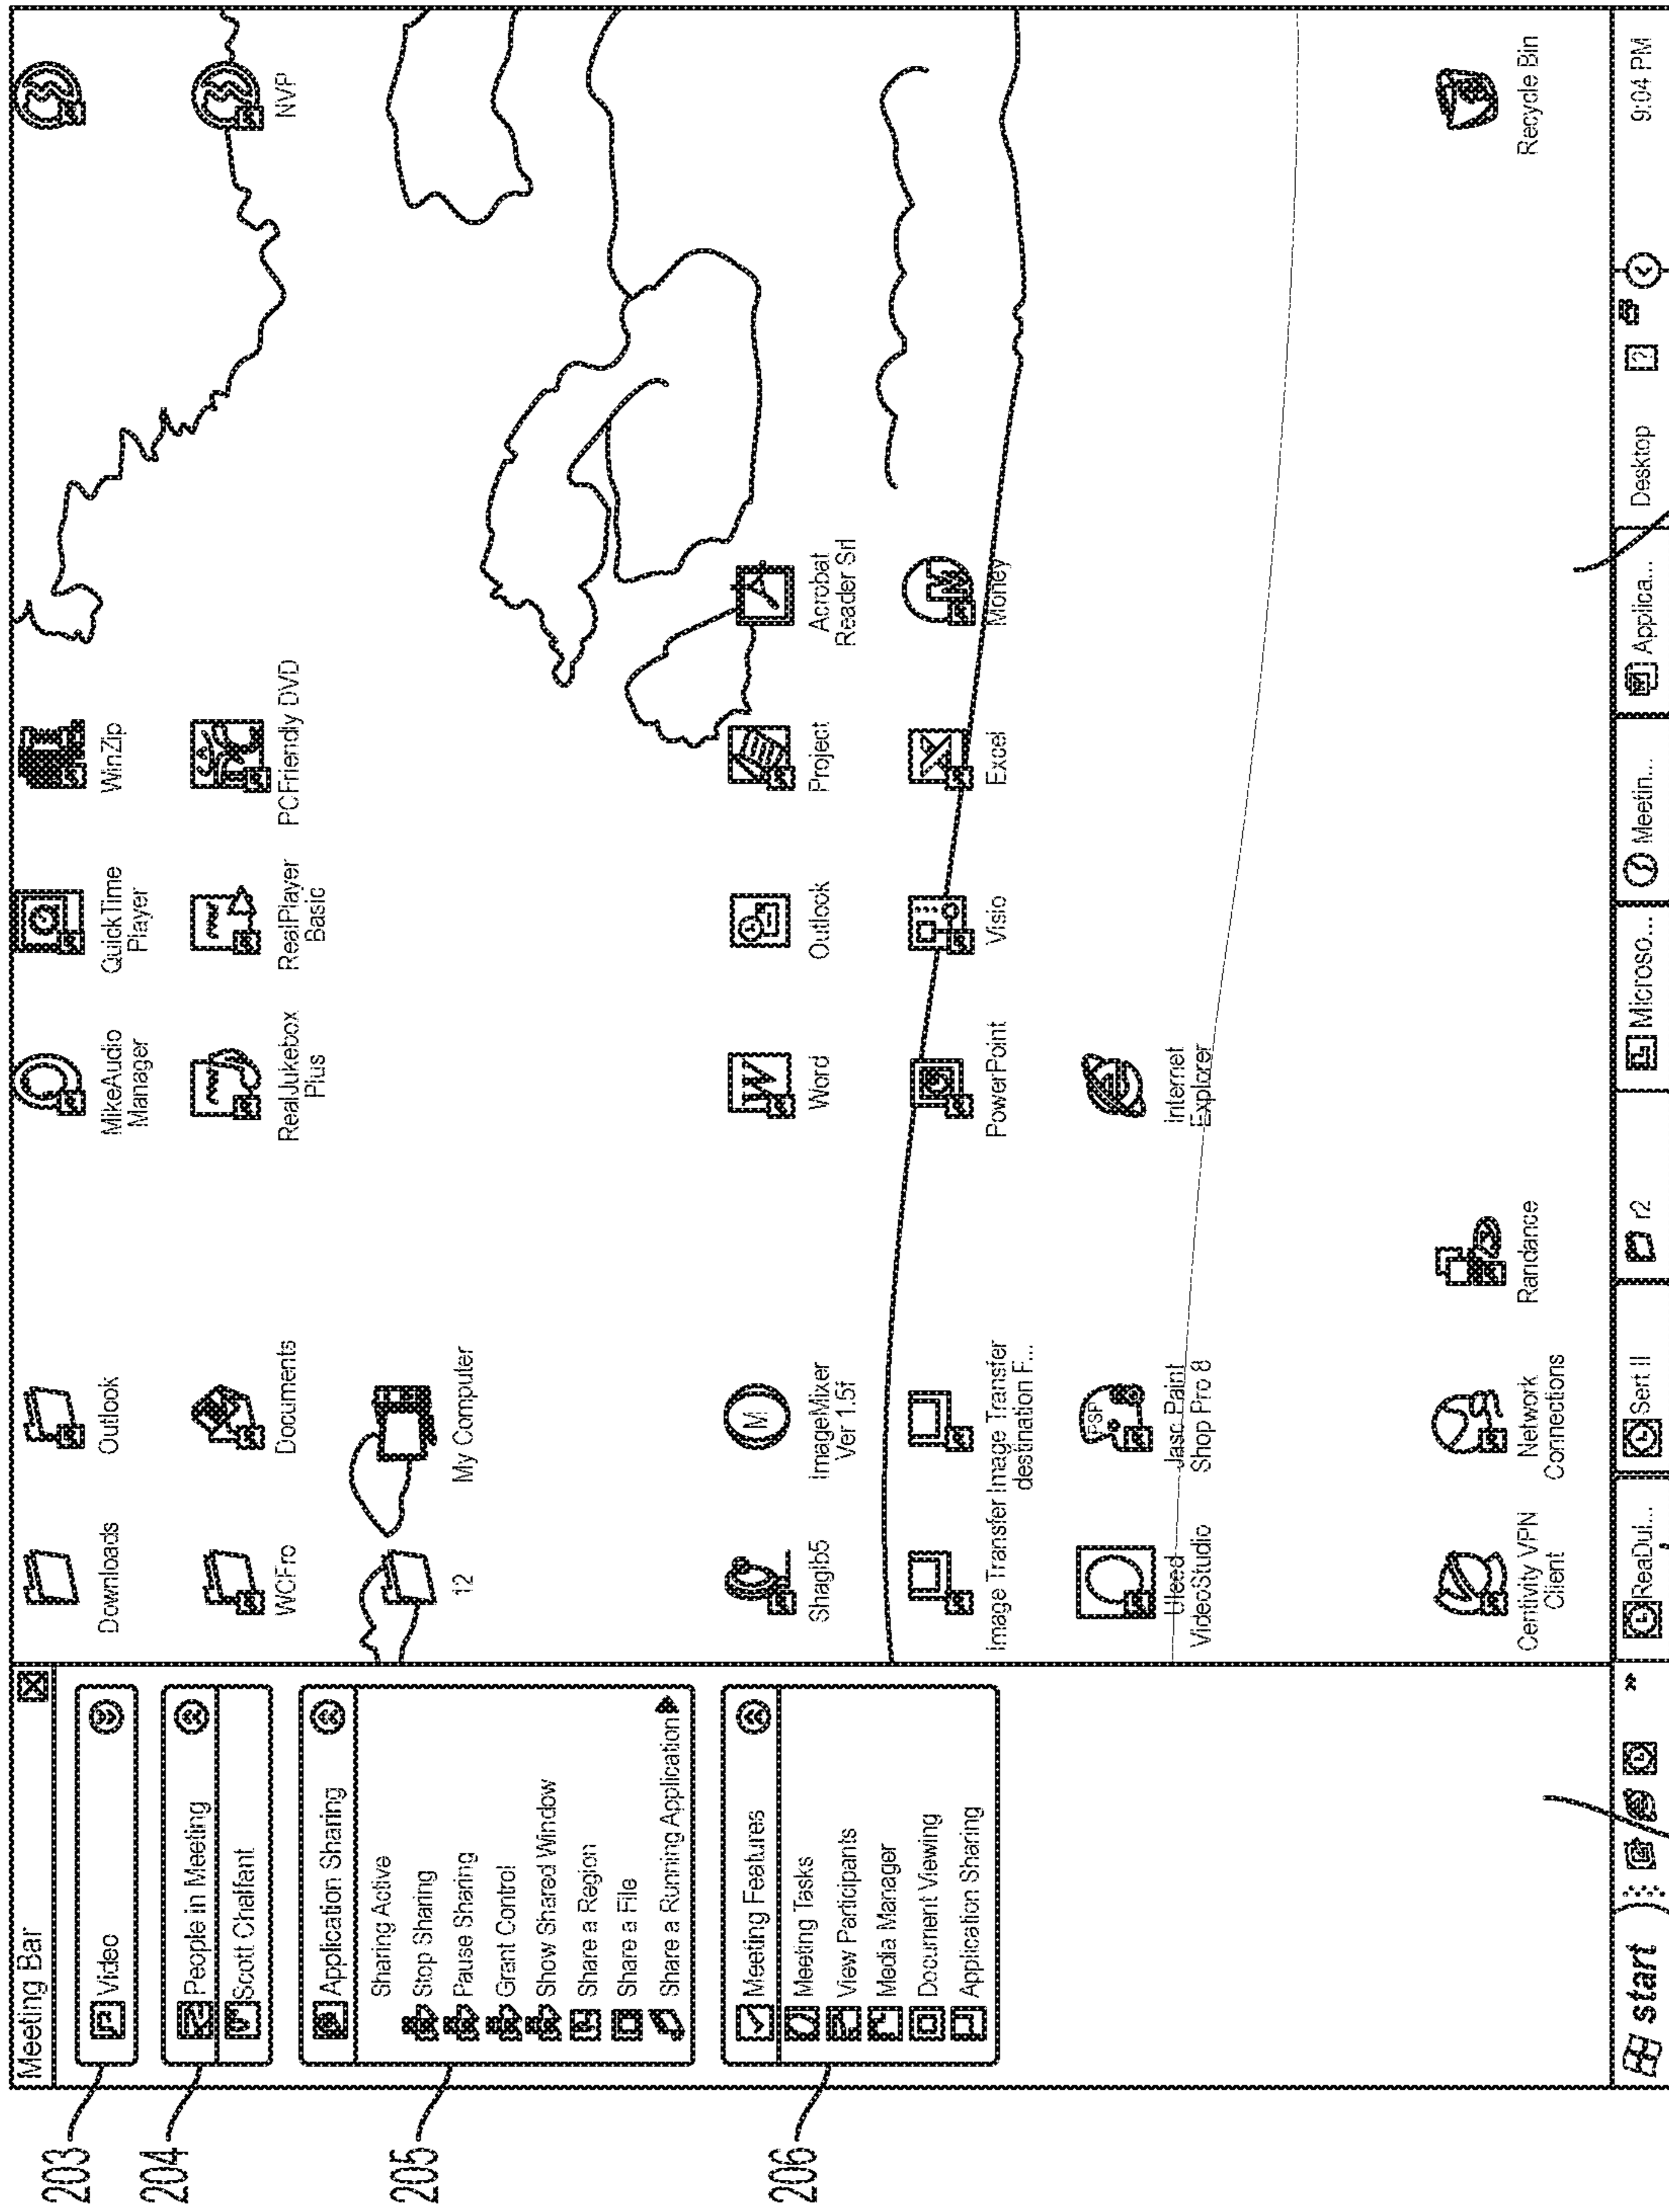 Meeting Bar
203
Video
204
People in Meeting
Scott Chalfant
205
Application Sharing
Sharing Active
Stop Sharing
Pause Sharing
Grant Control
Show Shared Window
Share a Region
Share a File
Share a Running Application
206
Meeting Features
Meeting Tasks
View Participants
Media Manager
Document Viewing
Application Sharing
Downloads
Outlook
MikeAudio
Manager
QuickTime
Player
WinZip
WCFro
Documents
RealJukebox
Plus
RealPlayer
Basic
PCFriendly DVD
NVP
12
My Computer
Shaglb5
ImageMixer
Ver 1.5f
Word
Outlook
Project
Acrobat
Reader Srl
Image Transfer
Image Transfer
destination F...
PowerPoint
Visio
Excel
Money
Uleed
VideoStudio
PSP
Jasc Paint
Shop Pro 8
Internet
Explorer
Centivity VPN
Client
Network
Connections
Randance
Recycle Bin
start
»
ReaDul...
Sert II
r2
Microso...
Meetin...
Applica...
Desktop
9:04 PM